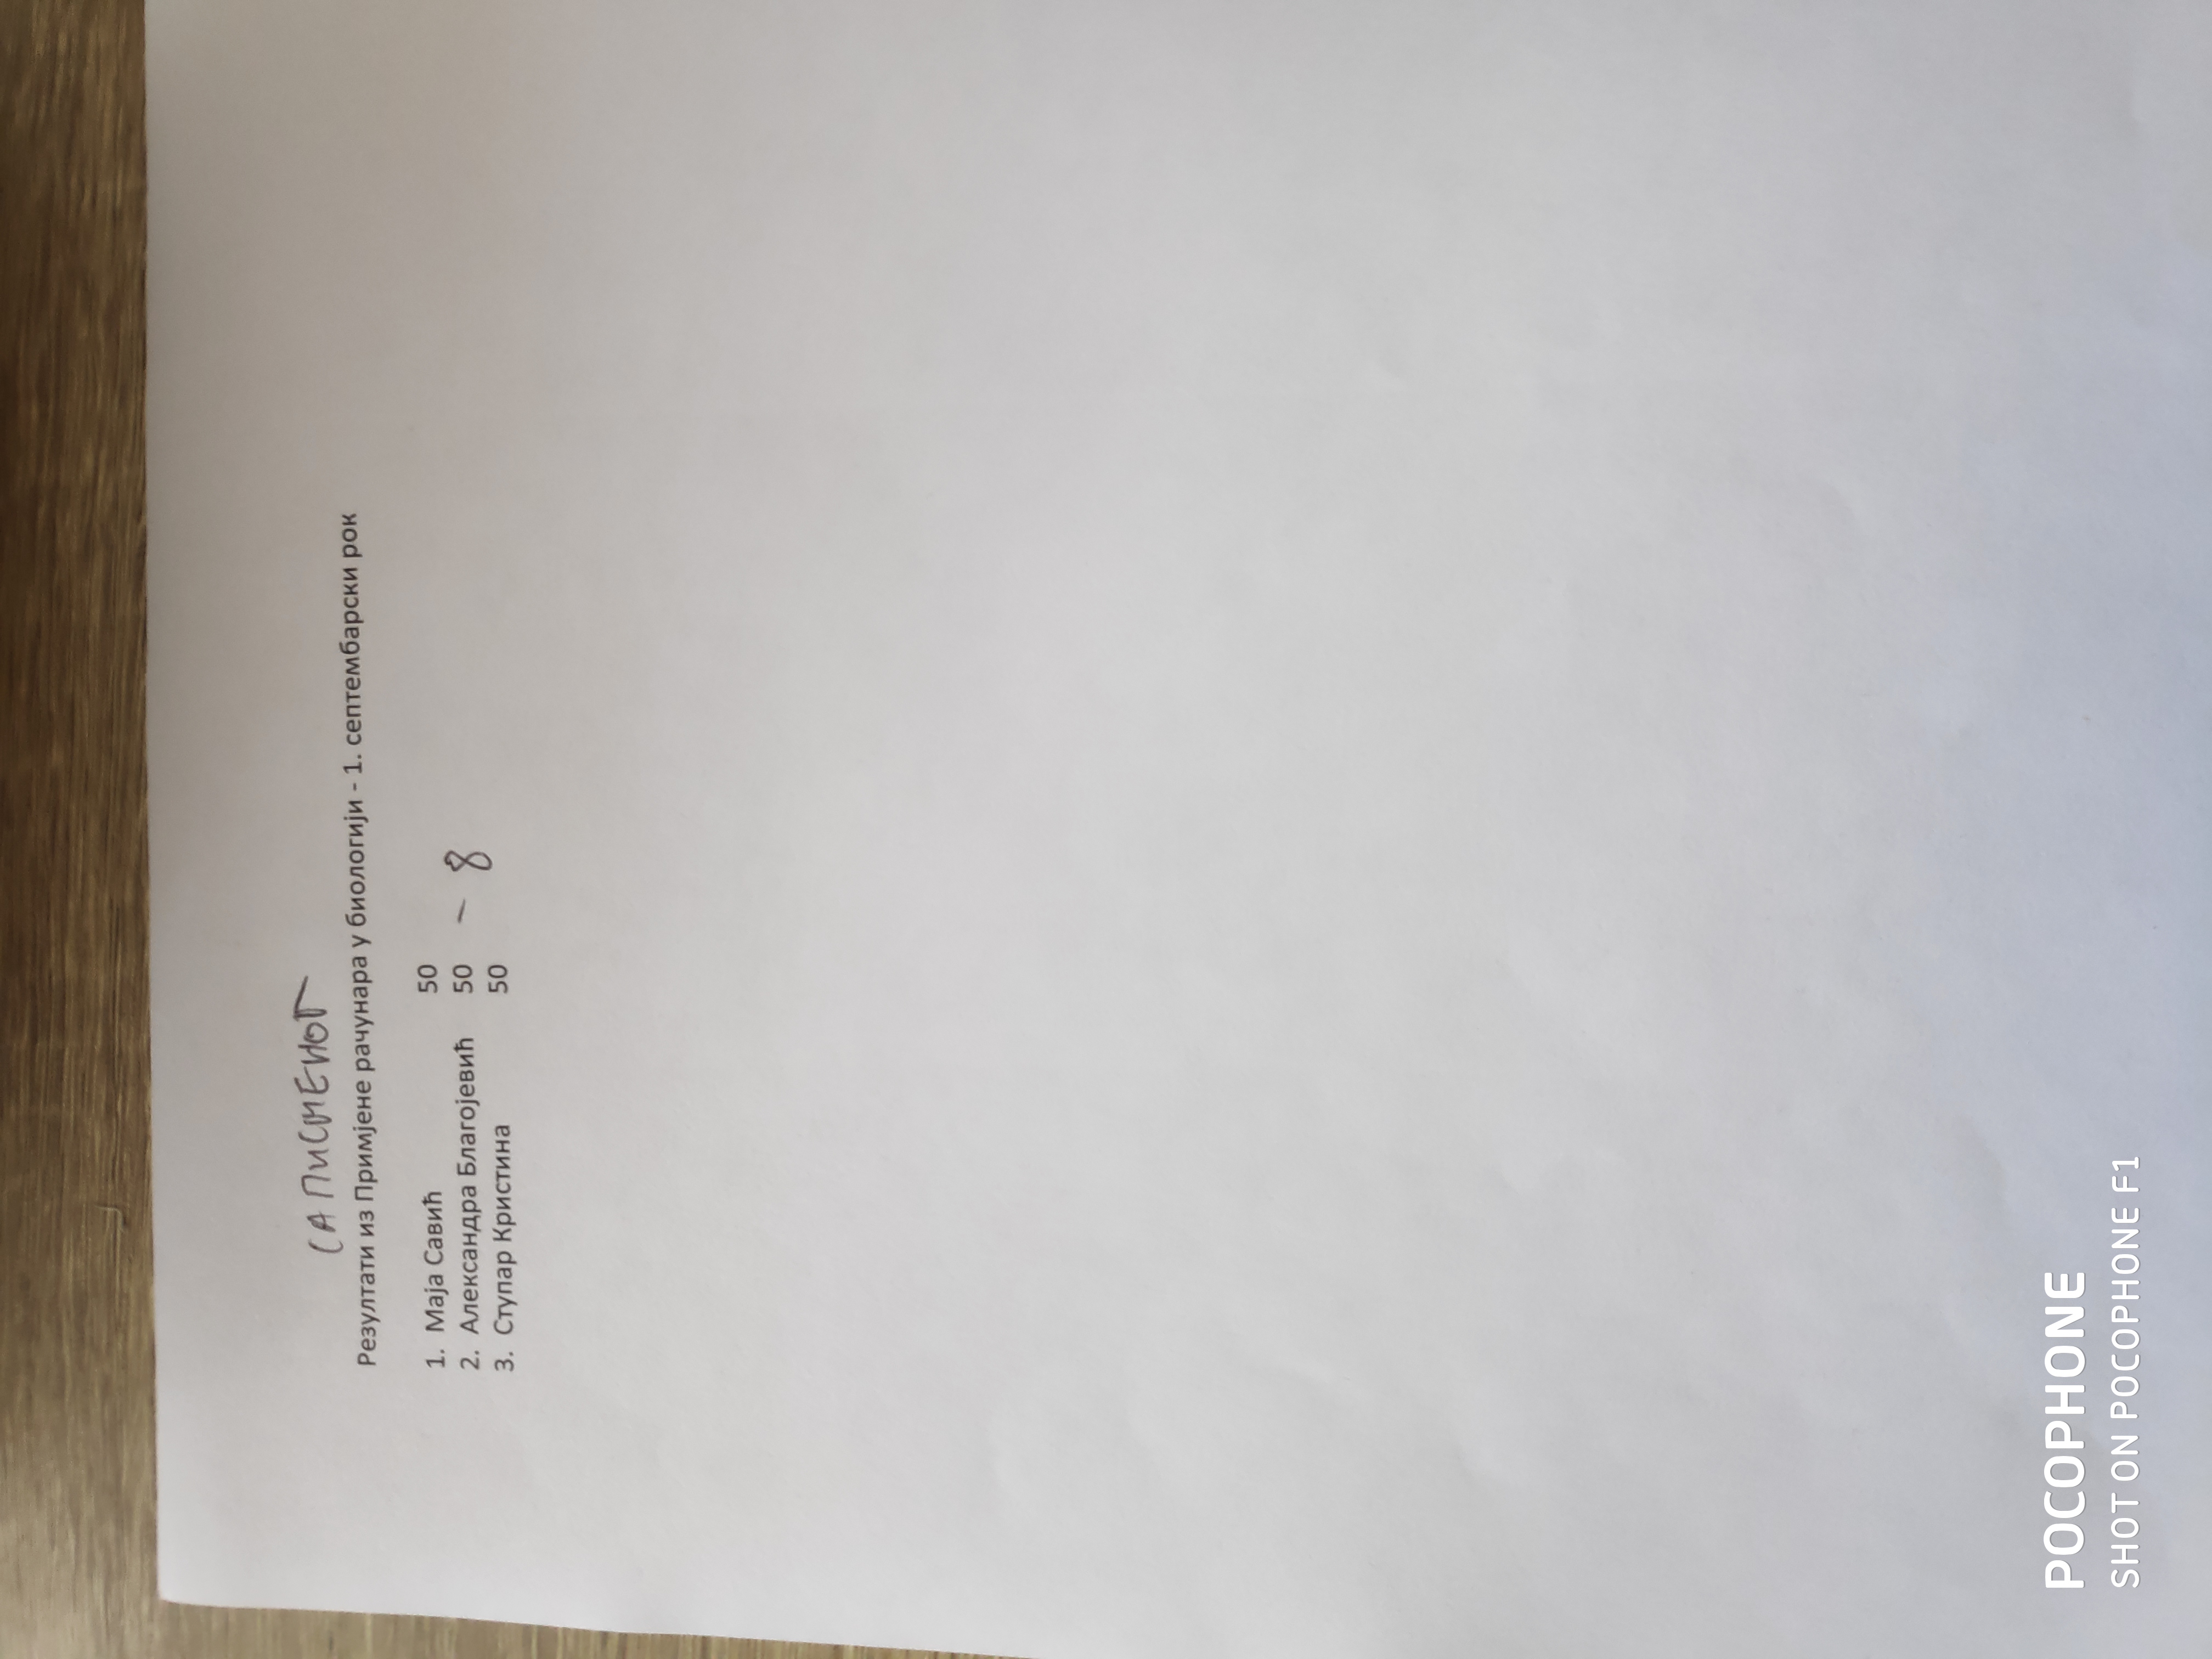 СА ПИСМЕНОГ
Резултати из Примјене рачунара у биологији - 1. септембарски рок
1. Маја Савић 50
2. Александра Благојевић 50 - 8
3. Ступар Кристина 50
POCOPHONE
SHOT ON POCOPHONE F1